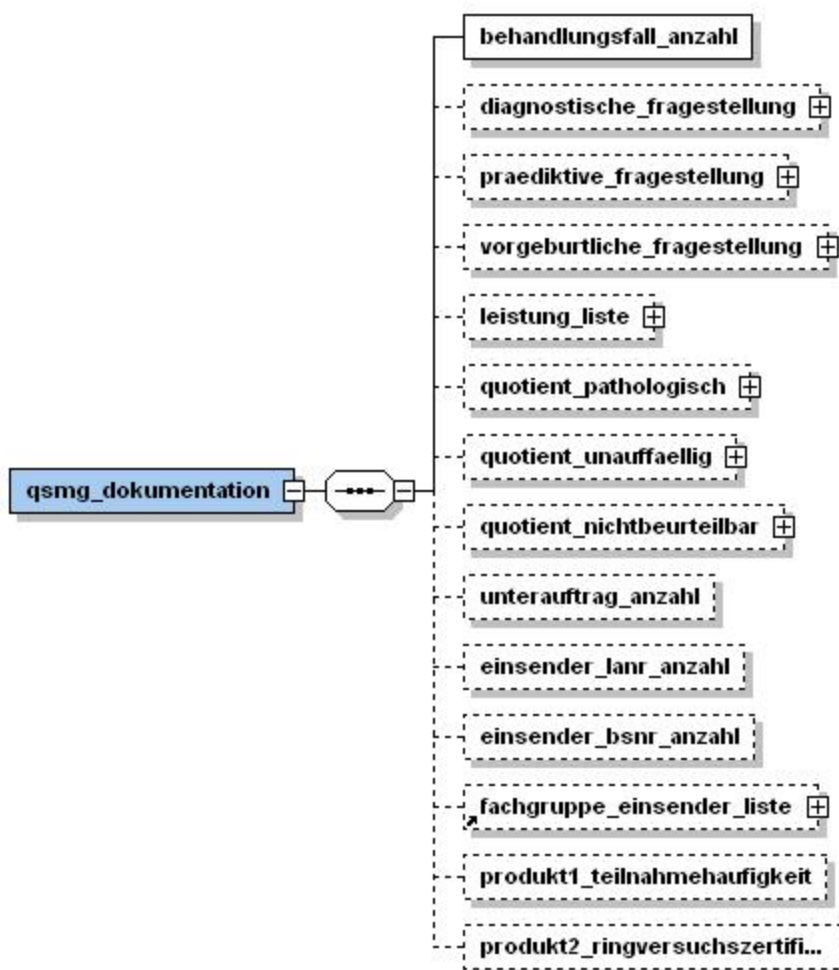 behandlungsfall_anzahl
diagnostische_fragestellung
praediktive_fragestellung
vorgeburtliche_fragestellung
leistung_liste
quotient_pathologisch
quotient_unauffaellig
qsmg_dokumentation
quotient_nichtbeurteilbar
unterauftrag_anzahl
einsender_lanr_anzahl
einsender_bsnr_anzahl
fachgruppe_einsender_liste
produkt1_teilnahmehaufigkeit
produkt2_ringversuchszertifi...